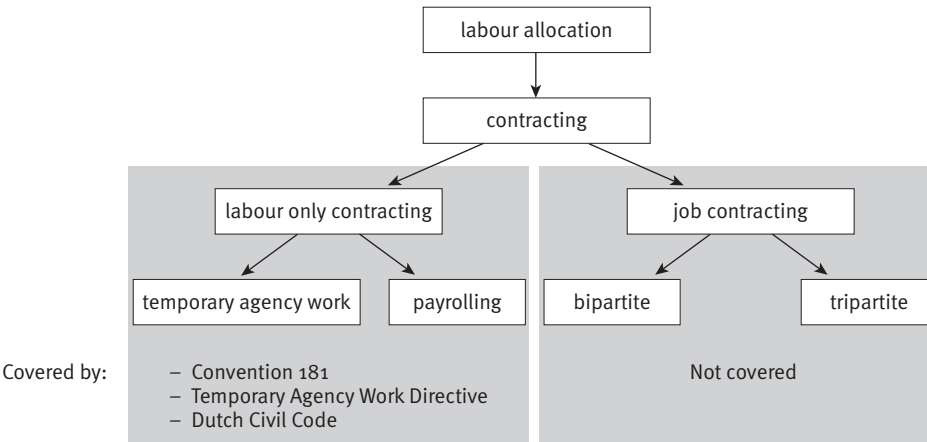 labour allocation
contracting
labour only contracting
job contracting
temporary agency work
payrolling
bipartite
tripartite
Covered by:
– Convention 181
– Temporary Agency Work Directive
– Dutch Civil Code
Not covered